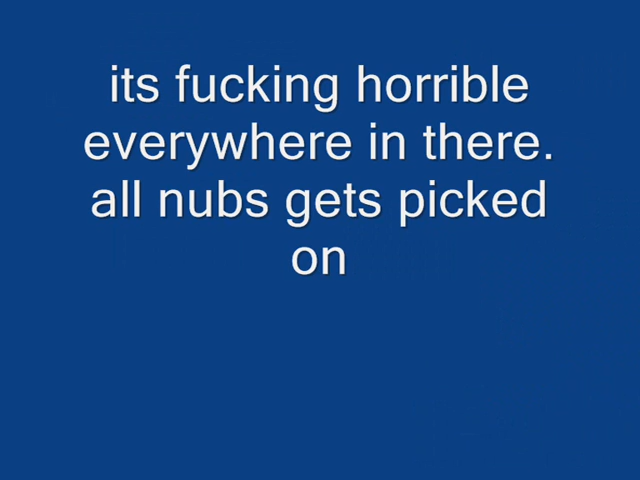 its fucking horrible
everywhere in there.
all nubs gets picked
on